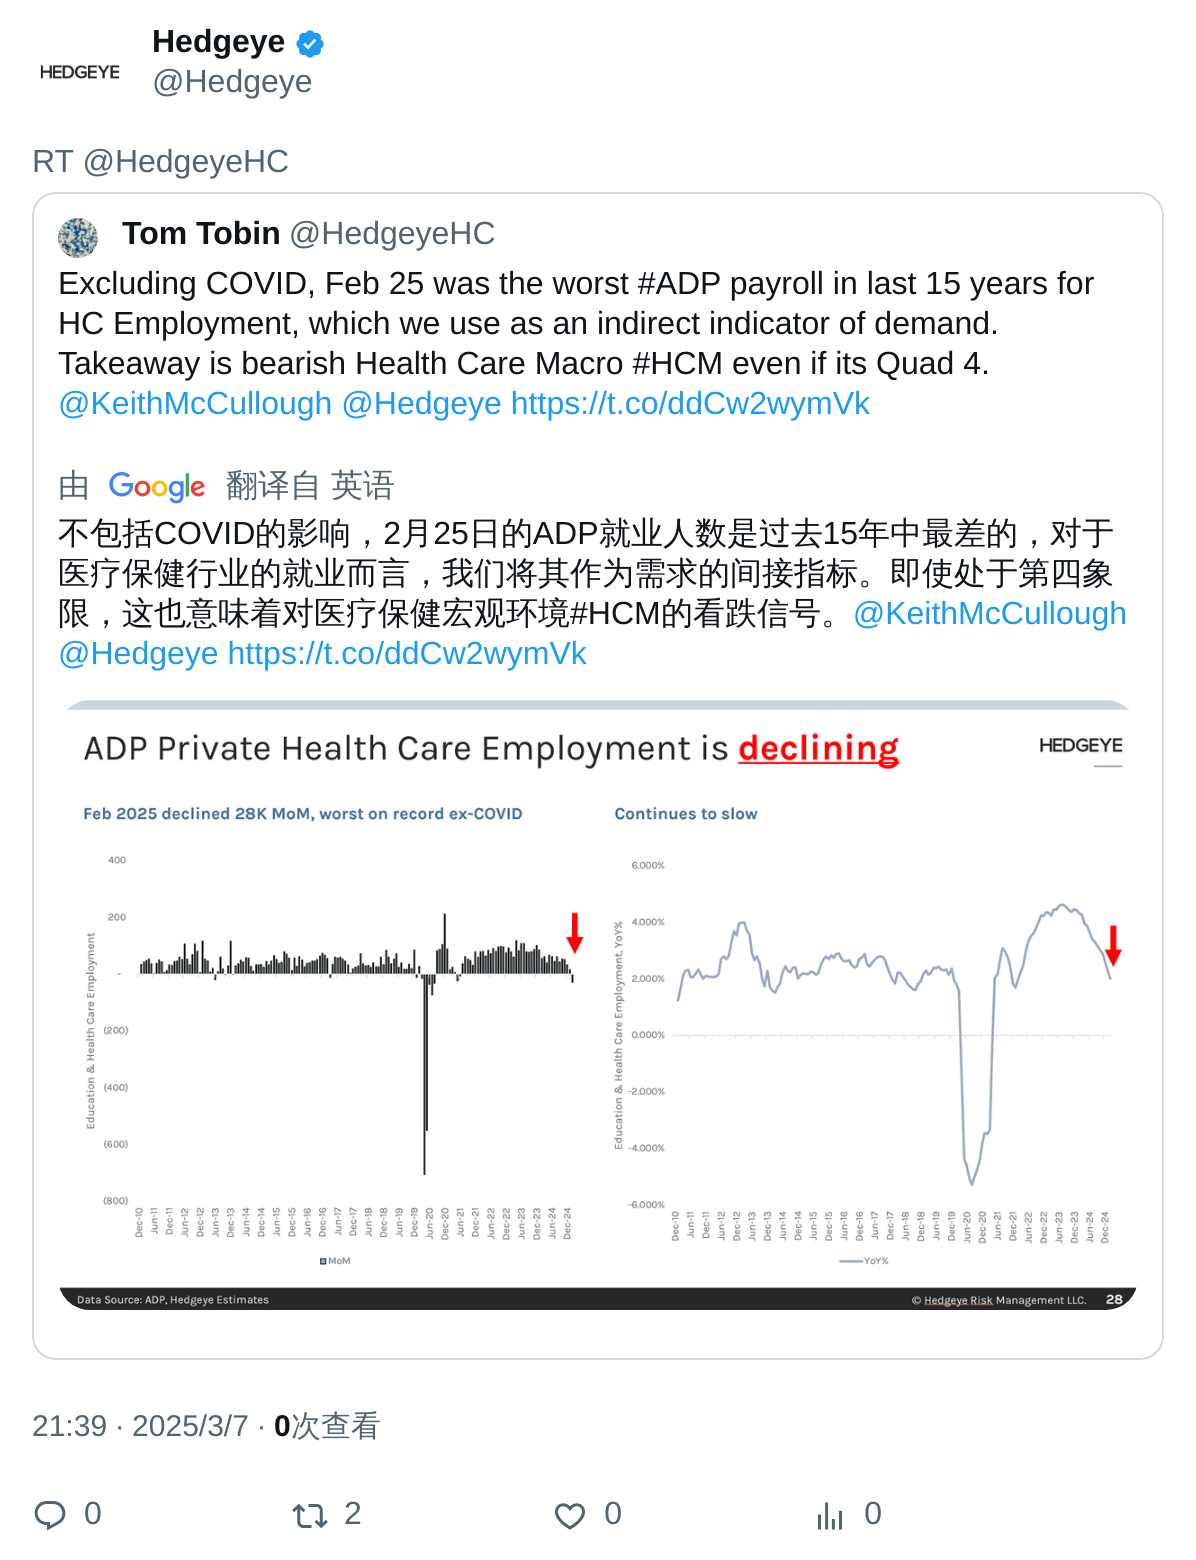 Hedgeye
HEDGEYE
@Hedgeye
RT @HedgeyeHC
Tom Tobin @HedgeyeHC
Excluding COVID, Feb 25 was the worst #ADP payroll in last 15 years for
HC Employment, which we use as an indirect indicator of demand.
Takeaway is bearish Health Care Macro #HCM even if its Quad 4.
@KeithMcCullough @Hedgeye https://t.co/ddCw2wymVk
由 Google 翻译自 英语
不包括COVID的影响，2月25日的ADP就业人数是过去15年中最差的，对于
医疗保健行业的就业而言，我们将其作为需求的间接指标。即使处于第四象
限，这也意味着对医疗保健宏观环境#HCM的看跌信号。@KeithMcCullough
@Hedgeye https://t.co/ddCw2wymVk
ADP Private Health Care Employment is declining
HEDGEYE
Feb 2025 declined 28K MoM, worst on record ex-COVID
Education & Health Care Employment
400
200
-
(200)
(400)
(600)
(800)
Dec-10 Jun-11 Dec-11 Jun-12 Dec-12 Jun-13 Dec-13 Jun-14 Dec-14 Jun-15 Dec-15 Jun-16 Dec-16 Jun-17 Dec-17 Jun-18 Dec-18 Jun-19 Dec-19 Jun-20 Dec-20 Jun-21 Dec-21 Jun-22 Dec-22 Jun-23 Dec-23 Jun-24 Dec-24
MoM
Continues to slow
Education & Health Care Employment, YoY%
6.000%
4.000%
2.000%
0.000%
-2.000%
-4.000%
-6.000%
Dec-10 Jun-11 Dec-11 Jun-12 Dec-12 Jun-13 Dec-13 Jun-14 Dec-14 Jun-15 Dec-15 Jun-16 Dec-16 Jun-17 Dec-17 Jun-18 Dec-18 Jun-19 Dec-19 Jun-20 Dec-20 Jun-21 Dec-21 Jun-22 Dec-22 Jun-23 Dec-23 Jun-24 Dec-24
YoY%
Data Source: ADP, Hedgeye Estimates
© Hedgeye Risk Management LLC. 28
21:39 · 2025/3/7 · 0次查看
0 2 0 0